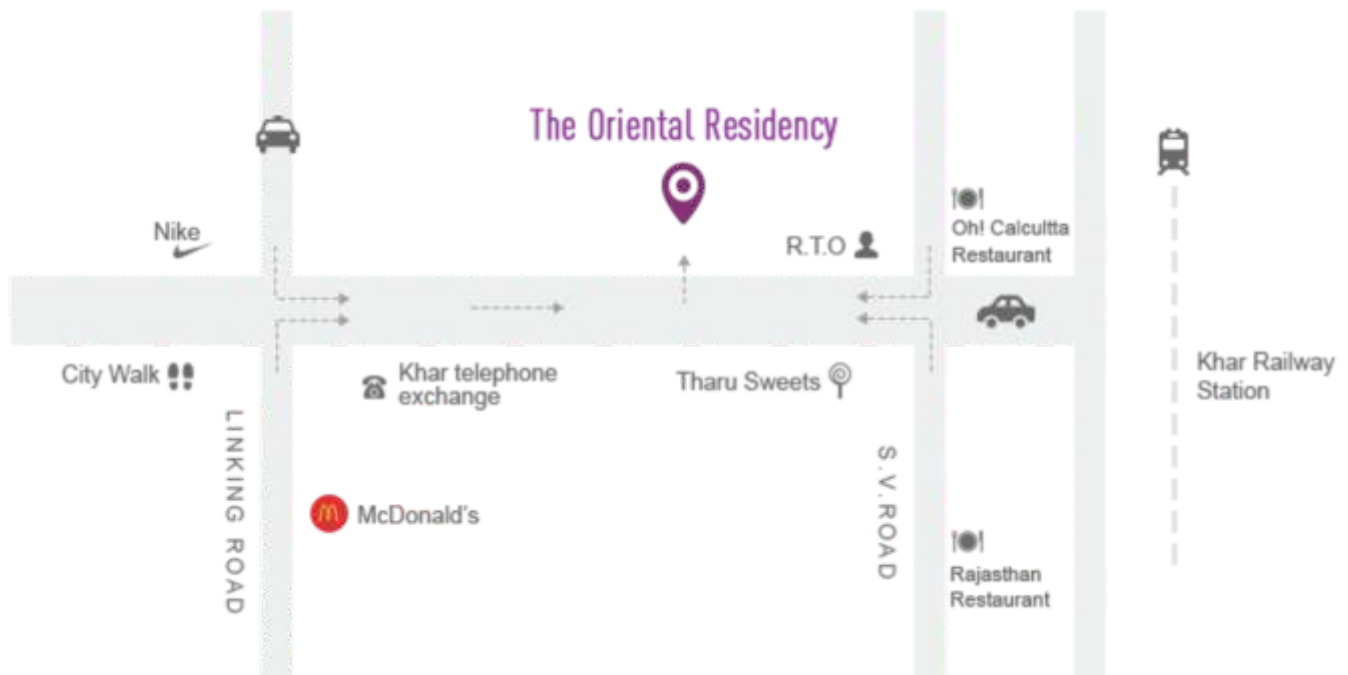 The Oriental Residency
Nike
R.T.O
Oh! Calcultta
Restaurant
City Walk
Khar telephone
exchange
Tharu Sweets
Khar Railway
Station
LINKING ROAD
S.V.ROAD
McDonald's
Rajasthan
Restaurant